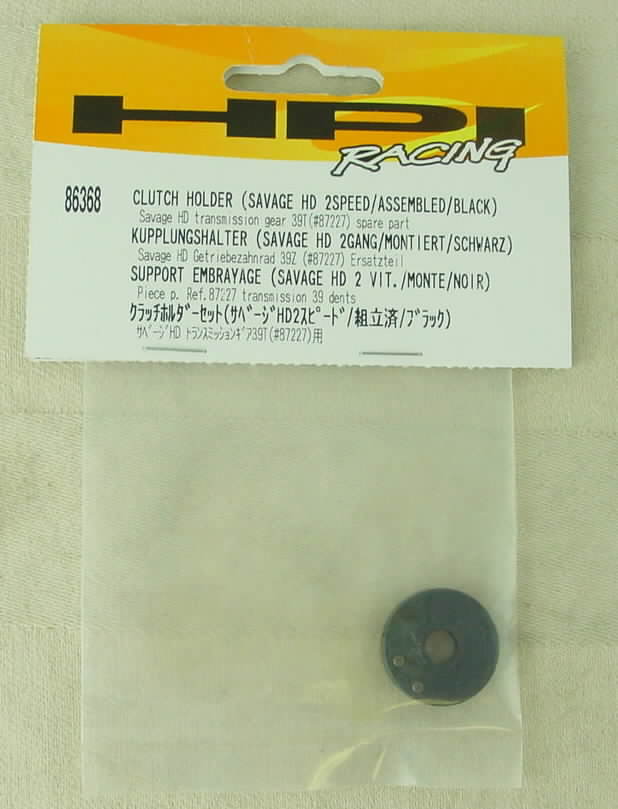 HPI
RACING
86368
CLUTCH HOLDER (SAVAGE HD 2SPEED/ASSEMBLED/BLACK)
Savage HD transmission gear 39T(#87227) spare part
KUPPLUNGSHALTER (SAVAGE HD 2GANG/MONTIERT/SCHWARZ)
Savage HD Getriebezahnrad 39Z (#87227) Ersatzteil
SUPPORT EMBRAYAGE (SAVAGE HD 2 VIT./MONTE/NOIR)
Piece p. Ref.87227 transmission 39 dents
クラッチホルダーセット(サベージHD2スピード/組立済/ブラック)
サベージHD トランスミッションギア39T(#87227)用